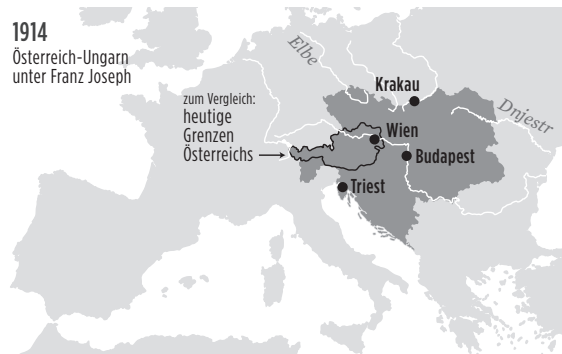 1914
Österreich-Ungarn
unter Franz Joseph
zum Vergleich:
heutige
Grenzen
Österreichs
Elbe
Krakau
Dnjestr
Wien
Budapest
Triest